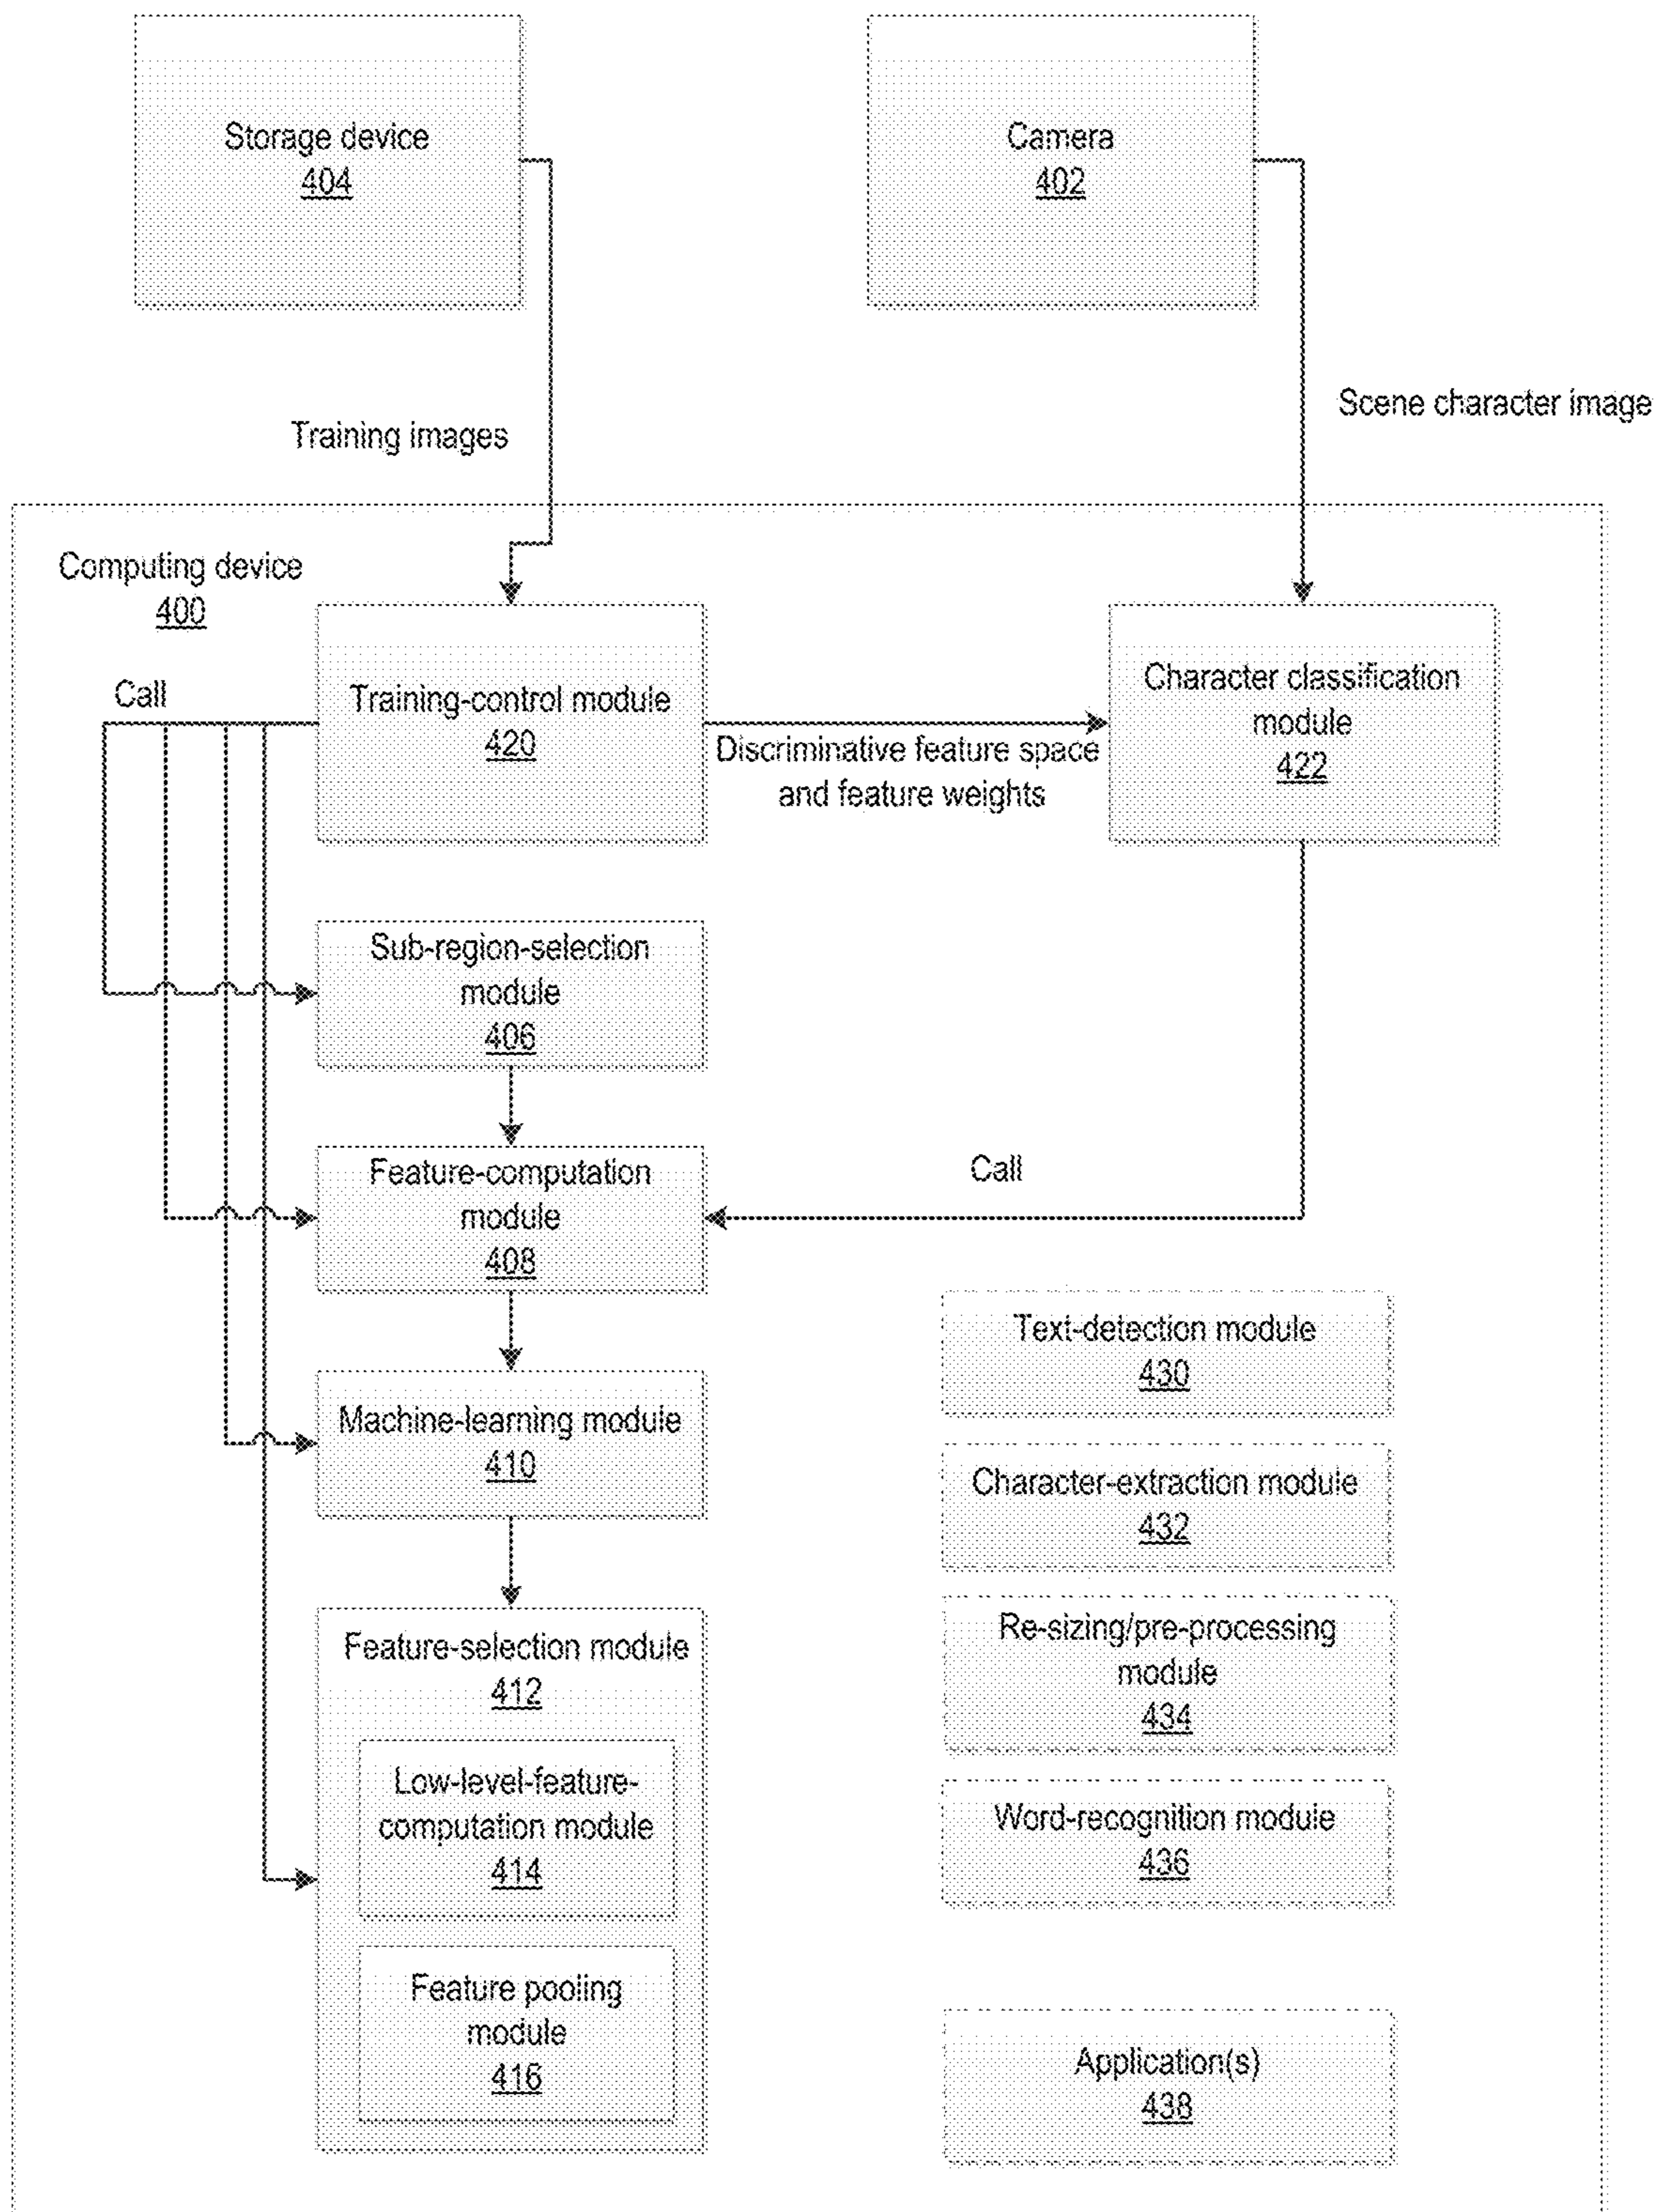 Storage device
404
Camera
402
Training images
Scene character image
Computing device
400
Call
Training-control module
420
Discriminative feature space
and feature weights
Character classification
module
422
Sub-region-selection
module
406
Feature-computation
module
408
Call
Machine-learning module
410
Feature-selection module
412
Low-level-feature-
computation module
414
Feature pooling
module
416
Text-detection module
430
Character-extraction module
432
Re-sizing/pre-processing
module
434
Word-recognition module
436
Application(s)
438